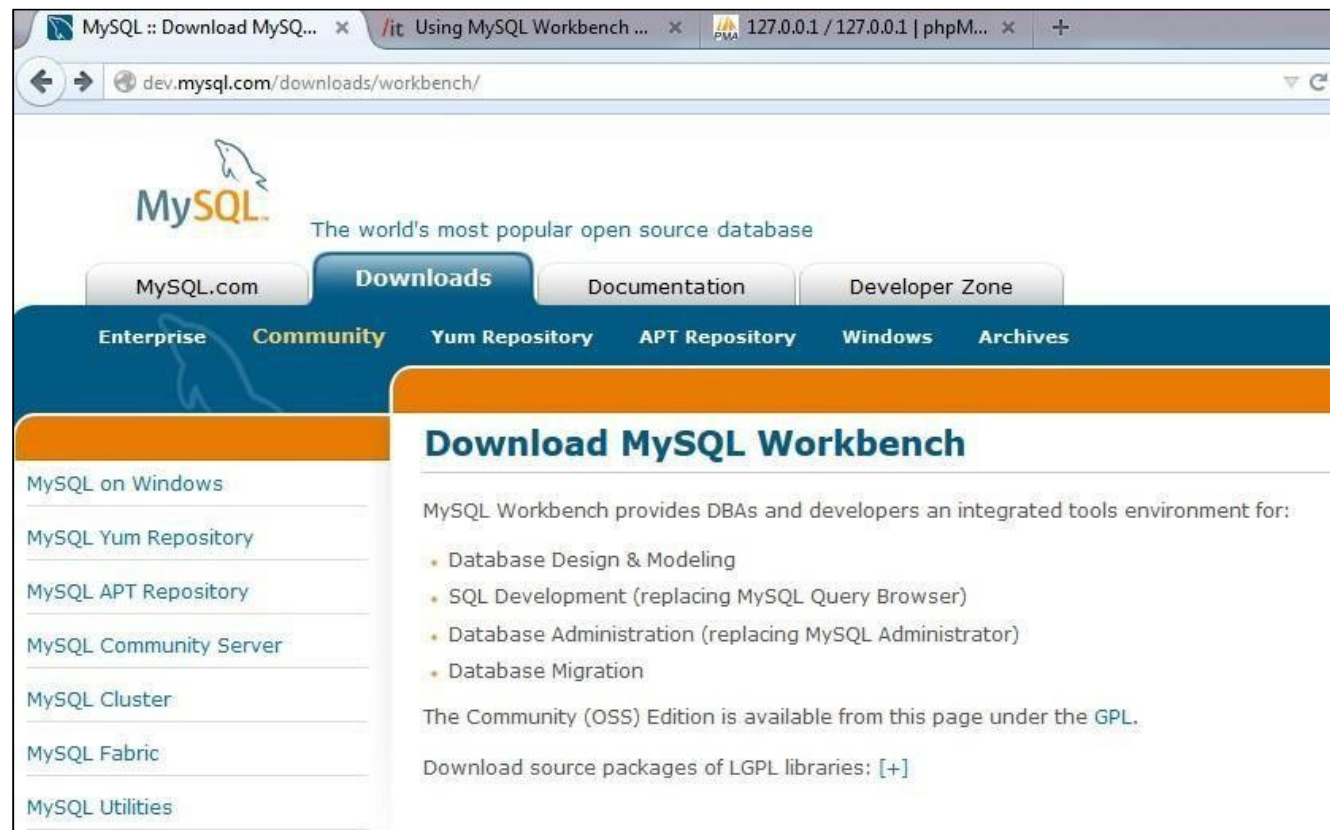 MySQL :: Download MySQ...
/it Using MySQL Workbench ...
PMA 127.0.0.1 / 127.0.0.1 | phpM...
dev.mysql.com/downloads/workbench/
MySQL™
The world's most popular open source database
MySQL.com Downloads Documentation Developer Zone
Enterprise Community Yum Repository APT Repository Windows Archives
Download MySQL Workbench
MySQL Workbench provides DBAs and developers an integrated tools environment for:
• Database Design & Modeling
• SQL Development (replacing MySQL Query Browser)
• Database Administration (replacing MySQL Administrator)
• Database Migration
The Community (OSS) Edition is available from this page under the GPL.
Download source packages of LGPL libraries: [+]
MySQL on Windows
MySQL Yum Repository
MySQL APT Repository
MySQL Community Server
MySQL Cluster
MySQL Fabric
MySQL Utilities